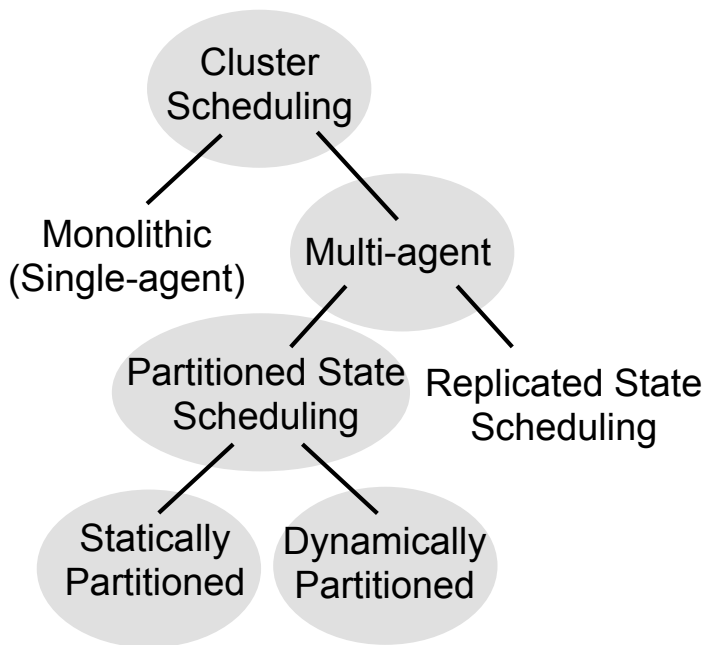 Cluster
Scheduling
Monolithic
(Single-agent)
Multi-agent
Partitioned State
Scheduling
Replicated State
Scheduling
Statically
Partitioned
Dynamically
Partitioned